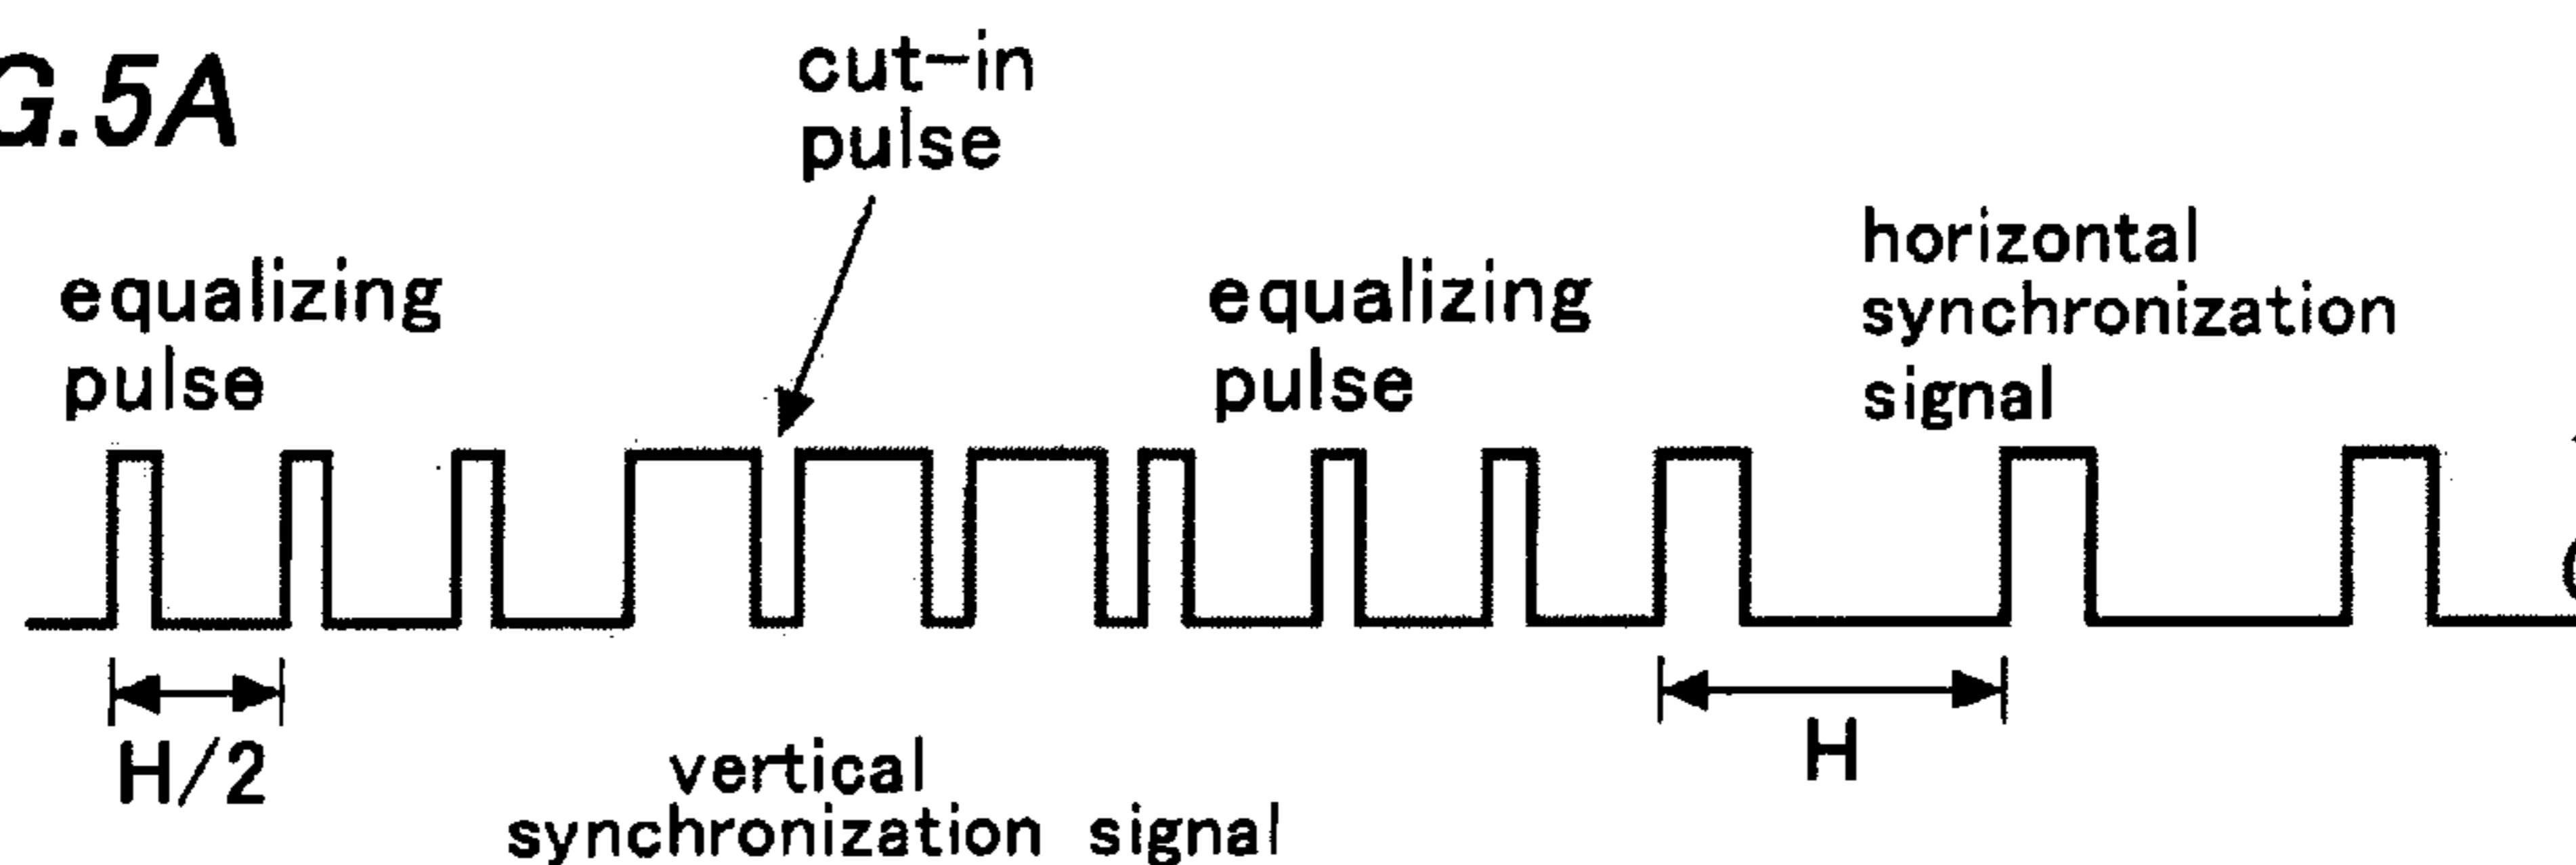 G.5A
cut-in
pulse
equalizing
pulse
equalizing
pulse
horizontal
synchronization
signal
H/2
H
vertical
synchronization signal